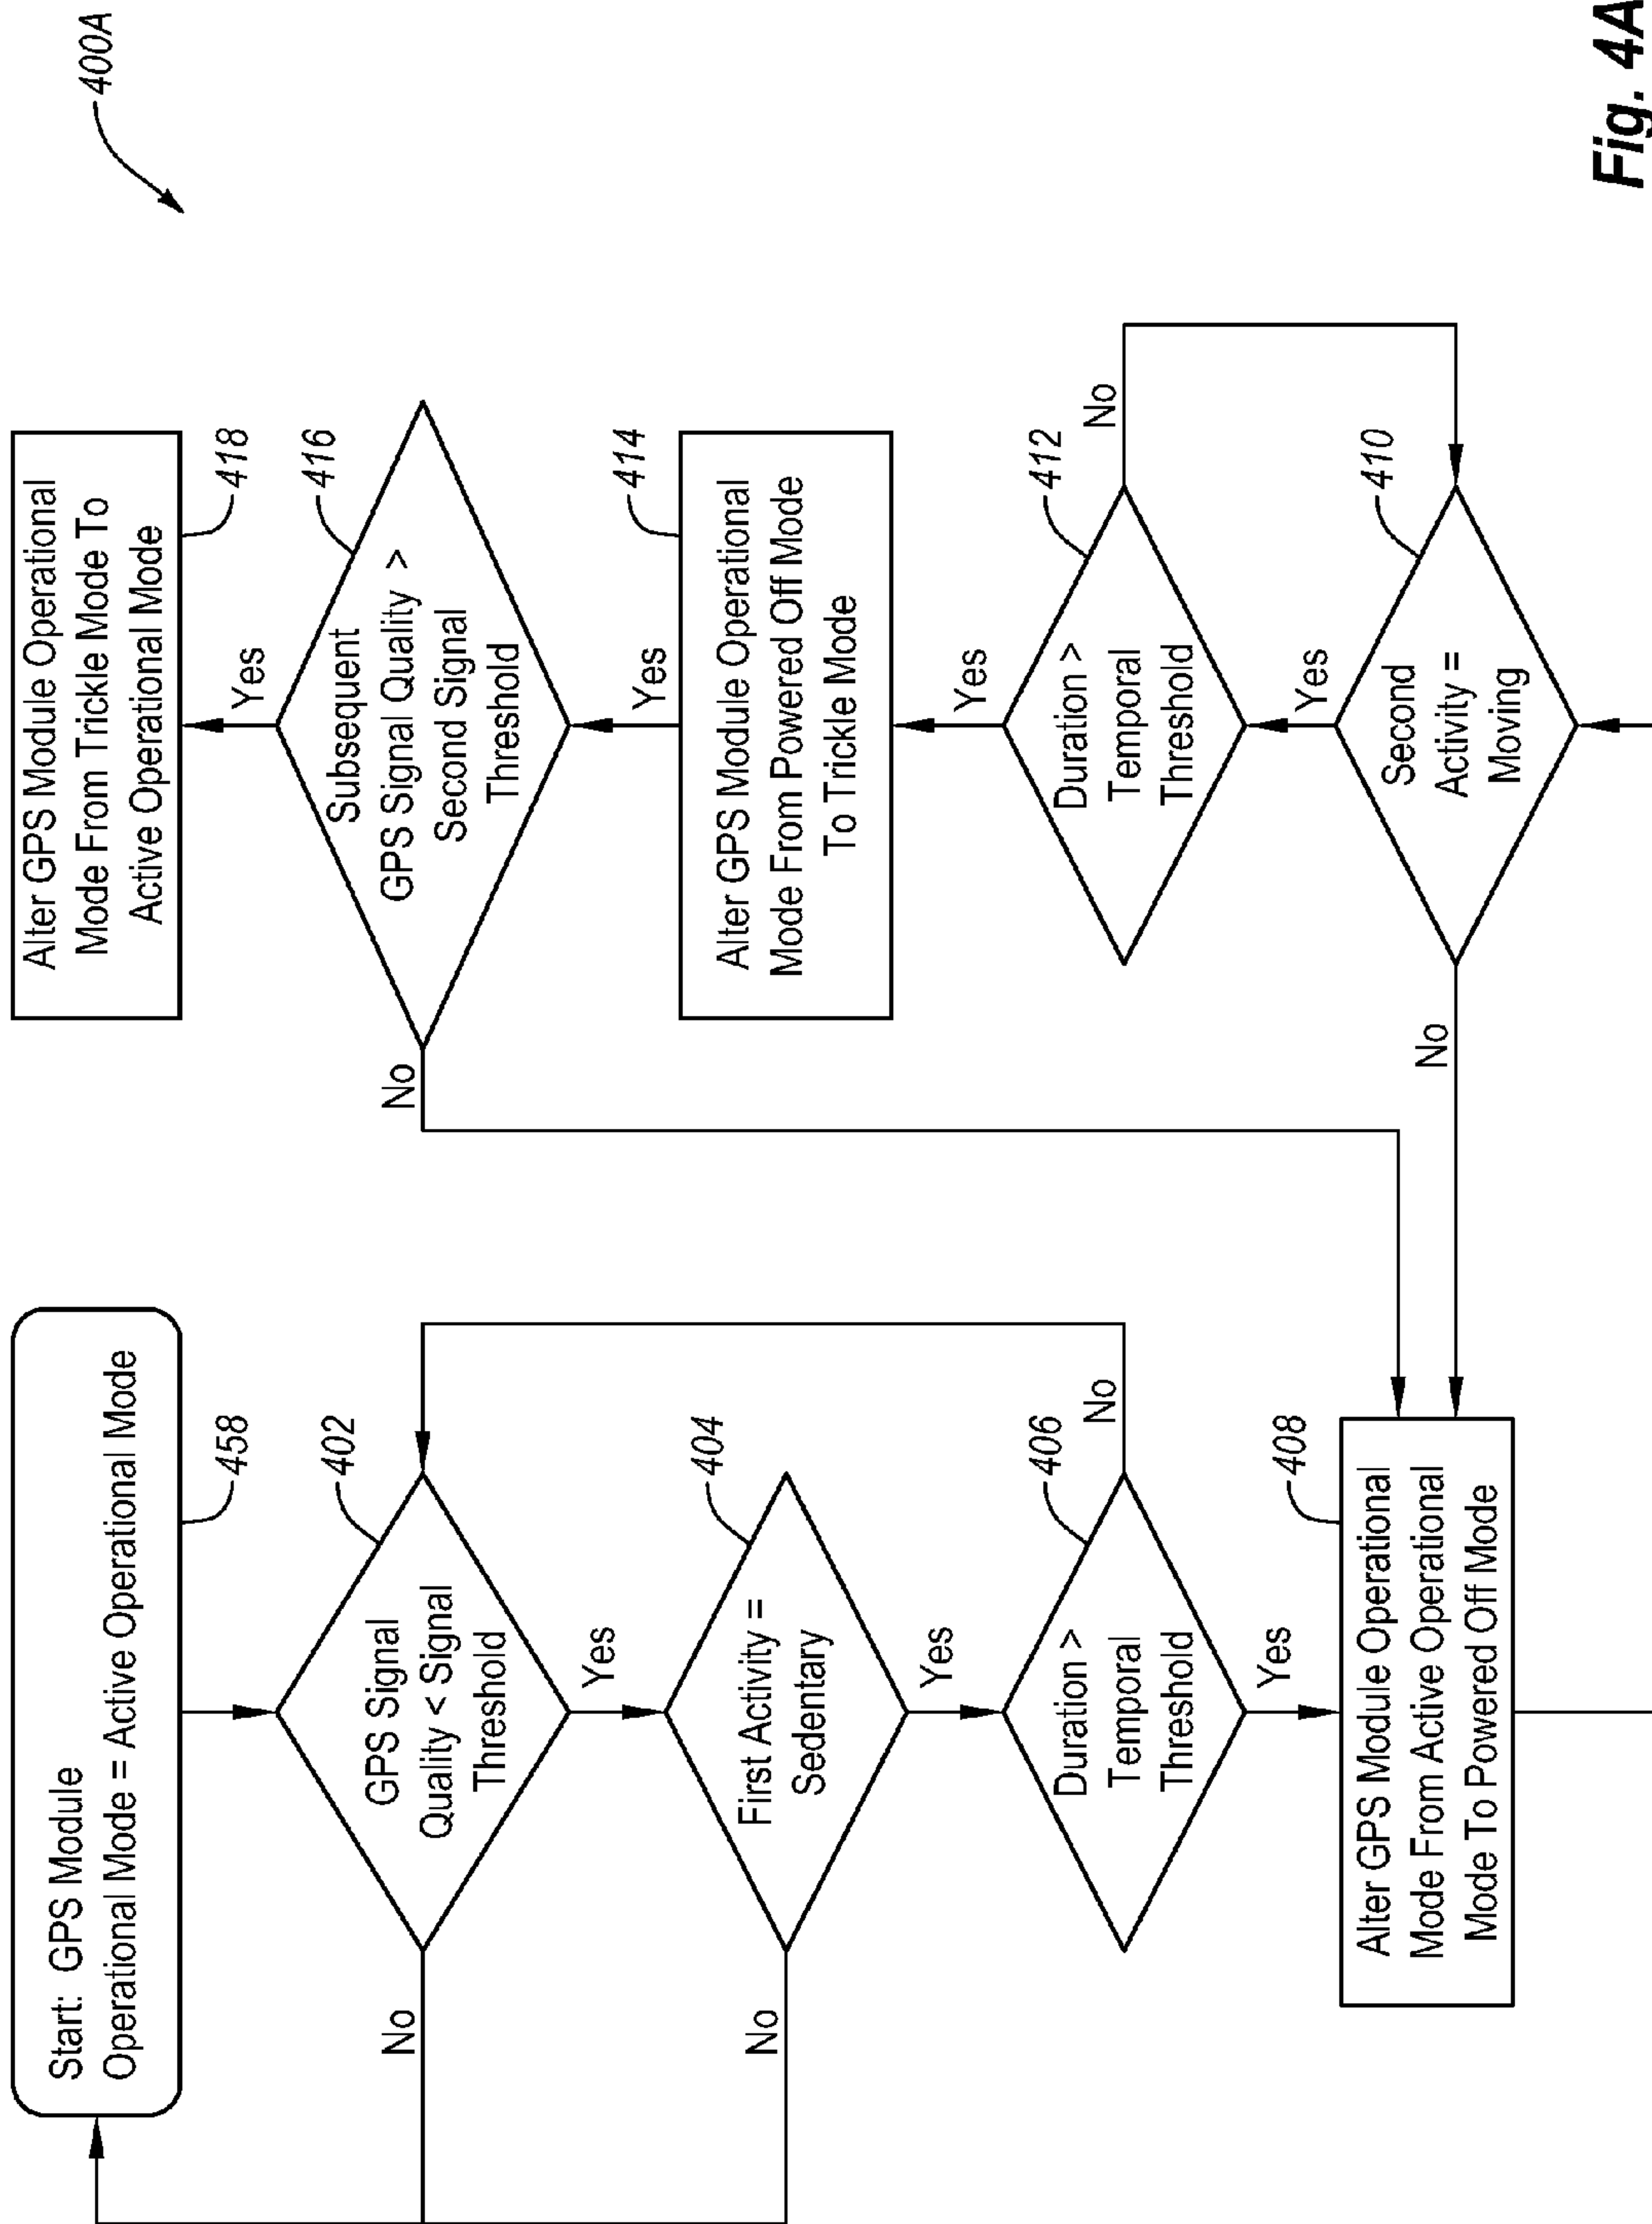 400A
Start: GPS Module
Operational Mode = Active Operational Mode
458
GPS Signal
Quality < Signal
Threshold
402
No
Yes
First Activity =
Sedentary
404
No
Yes
Duration >
Temporal
Threshold
406
No
Yes
Alter GPS Module Operational
Mode From Active Operational
Mode To Powered Off Mode
408
Second
Activity =
Moving
410
No
Yes
Duration >
Temporal
Threshold
412
No
Yes
Alter GPS Module Operational
Mode From Powered Off Mode
To Trickle Mode
414
Yes
Subsequent
GPS Signal Quality >
Second Signal
Threshold
416
No
Yes
Alter GPS Module Operational
Mode From Trickle Mode To
Active Operational Mode
418
Fig. 4A